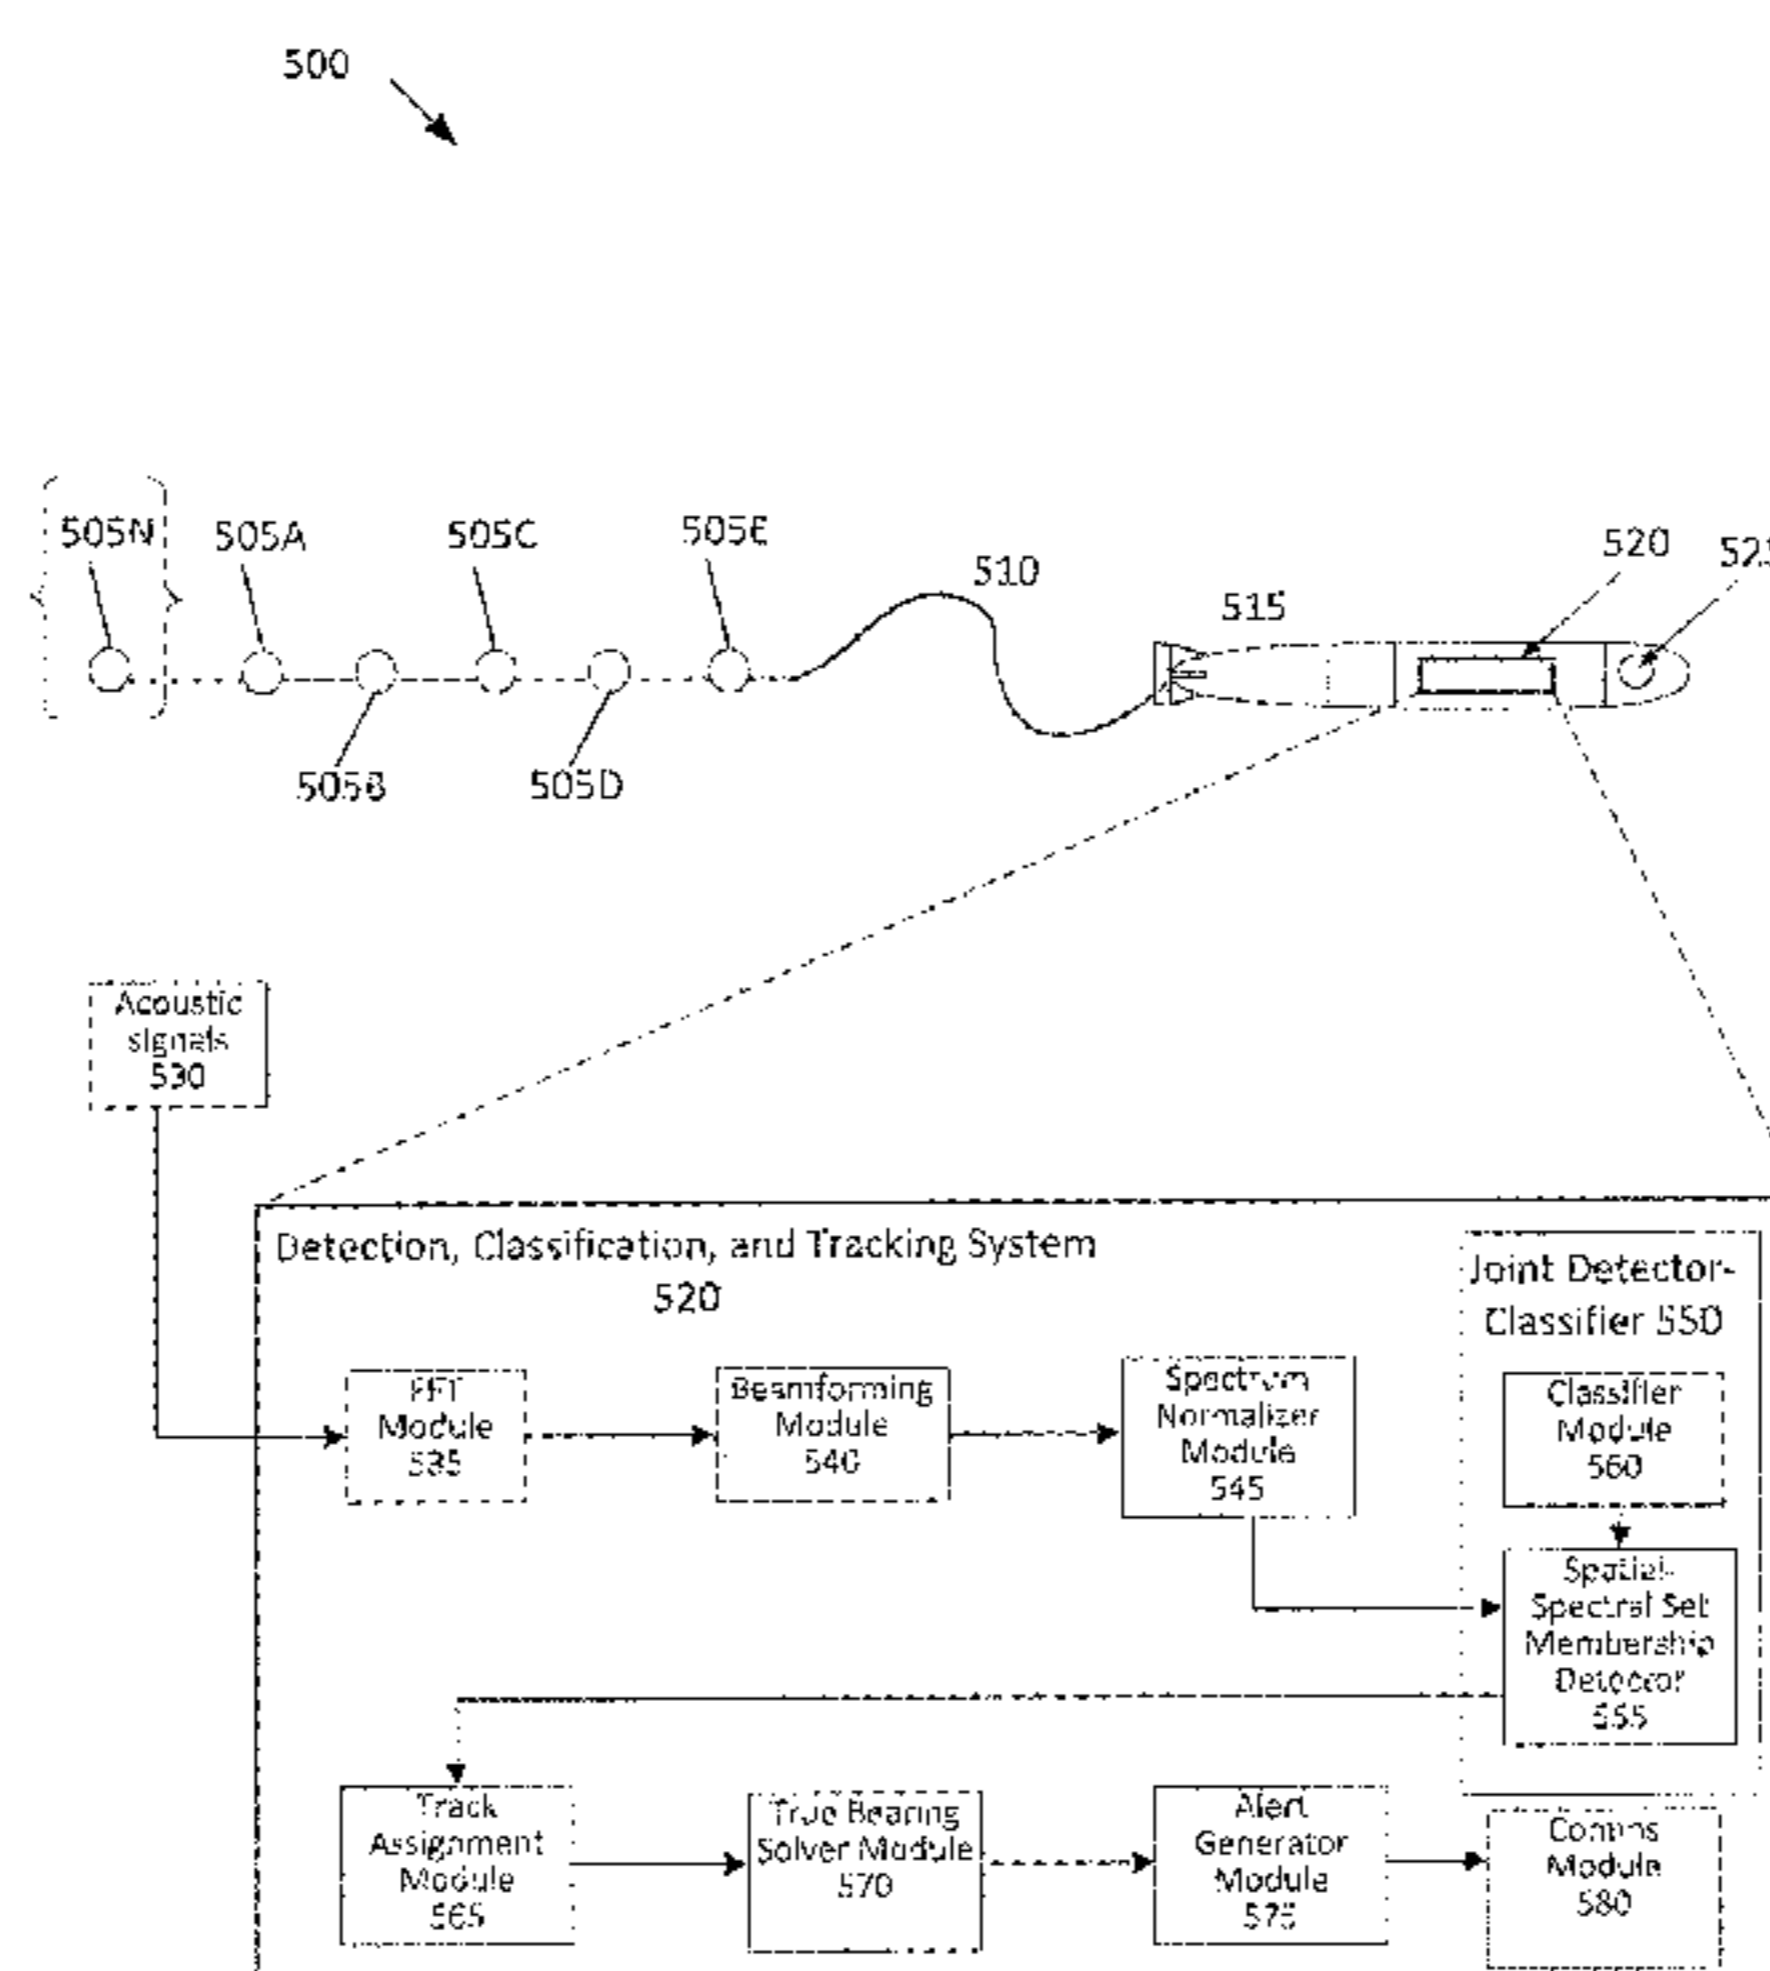 500
505N
505A
505C
505E
510
515
520
505B
505D
Acoustic
signals
530
Detection, Classification, and Tracking System
520
Joint Detector-
Classifier 550
FFT
Module
535
Beamforming
Module
540
Spectrum
Normalizer
Module
545
Classifier
Module
560
Spatial-
Spectral Set
Membership
Detector
555
Track
Assignment
Module
565
True Bearing
Solver Module
570
Alert
Generator
Module
575
Comms
Module
580